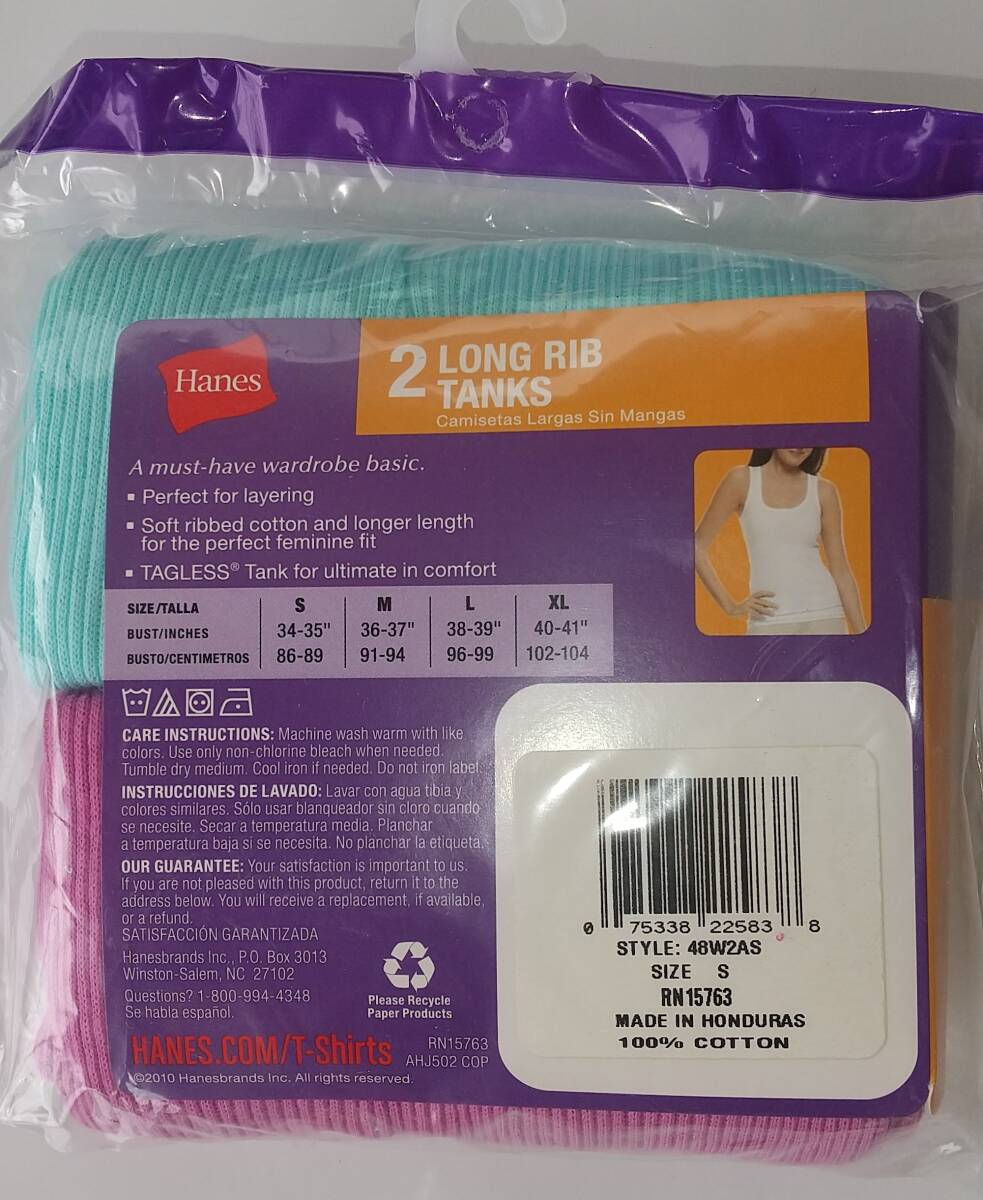 Hanes
2 LONG RIB
TANKS
Camisetas Largas Sin Mangas
A must-have wardrobe basic.
▪ Perfect for layering
▪ Soft ribbed cotton and longer length
for the perfect feminine fit
▪ TAGLESS® Tank for ultimate in comfort
SIZE/TALLA S M L XL
BUST/INCHES 34-35" 36-37" 38-39" 40-41"
BUSTO/CENTIMETROS 86-89 91-94 96-99 102-104
CARE INSTRUCTIONS: Machine wash warm with like
colors. Use only non-chlorine bleach when needed.
Tumble dry medium. Cool iron if needed. Do not iron label.
INSTRUCCIONES DE LAVADO: Lavar con agua tibia y
colores similares. Sólo usar blanqueador sin cloro cuando
se necesite. Secar a temperatura media. Planchar
a temperatura baja si se necesita. No planchar la etiqueta.
OUR GUARANTEE: Your satisfaction is important to us.
If you are not pleased with this product, return it to the
address below. You will receive a replacement, if available,
or a refund.
SATISFACCIÓN GARANTIZADA
Hanesbrands Inc., P.O. Box 3013
Winston-Salem, NC 27102
Questions? 1-800-994-4348
Se habla español.
Please Recycle
Paper Products
HANES.COM/T-Shirts
RN15763
AHJ502 COP
©2010 Hanesbrands Inc. All rights reserved.
0 75338 22583 8
STYLE: 48W2AS
SIZE S
RN15763
MADE IN HONDURAS
100% COTTON